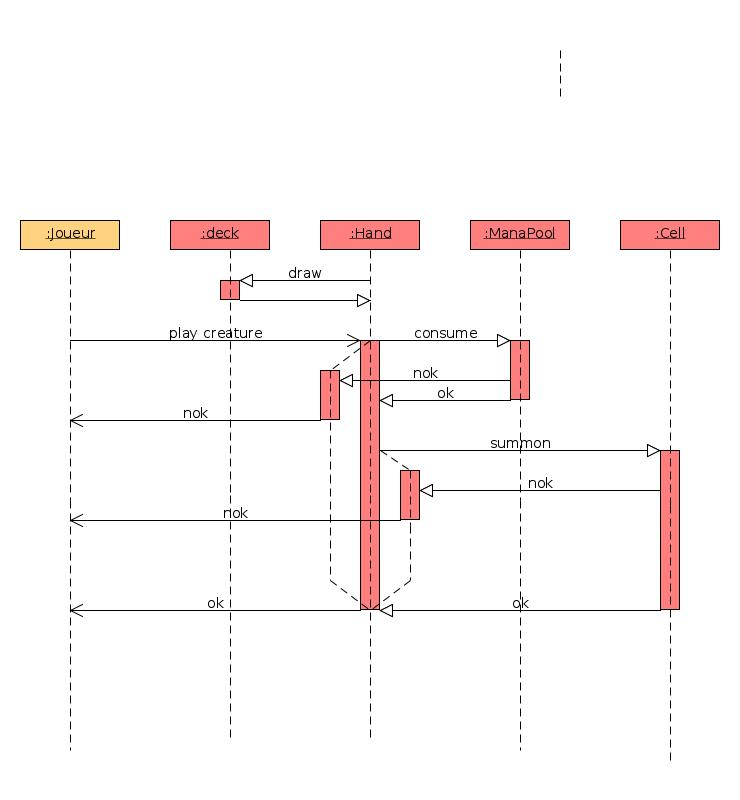 :Joueur
:deck
:Hand
:ManaPool
:Cell
draw
play creature
consume
nok
ok
nok
summon
nok
nok
ok
ok